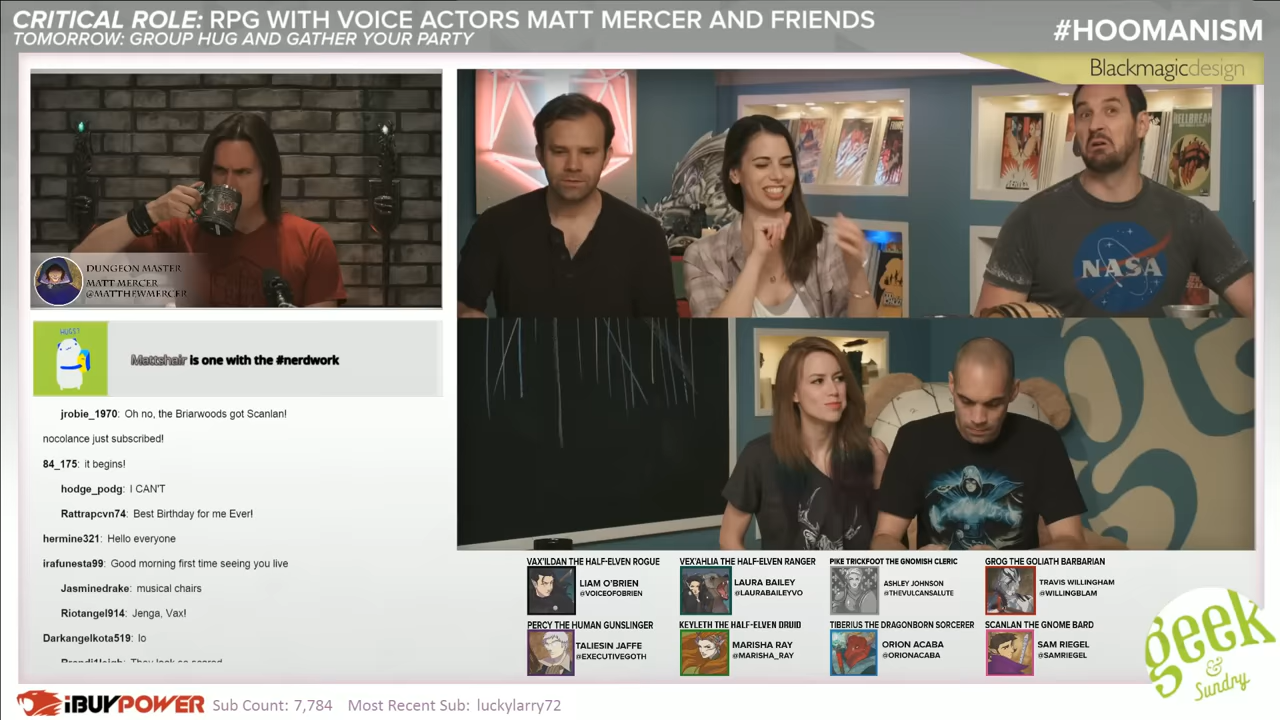 CRITICAL ROLE: RPG WITH VOICE ACTORS MATT MERCER AND FRIENDS
TOMORROW: GROUP HUG AND GATHER YOUR PARTY
#HOOMANISM
Blackmagicdesign
HELLBREAK
NASA
DUNGEON MASTER
MATT MERCER
@MATTHEWMERCER
HUGS?
Mattshair is one with the #nerdwork
jrobie_1970: Oh no, the Briarwoods got Scanlan!
nocolance just subscribed!
84_175: it begins!
hodge_podg: I CAN'T
Rattrapcvn74: Best Birthday for me Ever!
hermine321: Hello everyone
irafunesta99: Good morning first time seeing you live
Jasminedrake: musical chairs
Riotangel914: Jenga, Vax!
Darkangelkota519: lo
VAX'ILDAN THE HALF-ELVEN ROGUE
LIAM O'BRIEN
@VOICEOFOBRIEN
VEX'AHLIA THE HALF-ELVEN RANGER
LAURA BAILEY
@LAURABAILEYVO
PIKE TRICKFOOT THE GNOMISH CLERIC
ASHLEY JOHNSON
@THEVULCANSALUTE
GROG THE GOLIATH BARBARIAN
TRAVIS WILLINGHAM
@WILLINGBLAM
PERCY THE HUMAN GUNSLINGER
TALIESIN JAFFE
@EXECUTIVEGOTH
KEYLETH THE HALF-ELVEN DRUID
MARISHA RAY
@MARISHA_RAY
TIBERIUS THE DRAGONBORN SORCERER
ORION ACABA
@ORIONACABA
SCANLAN THE GNOME BARD
SAM RIEGEL
@SAMRIEGEL
geek
&
Sundry
iBUYPOWER
Sub Count: 7,784 Most Recent Sub: luckylarry72